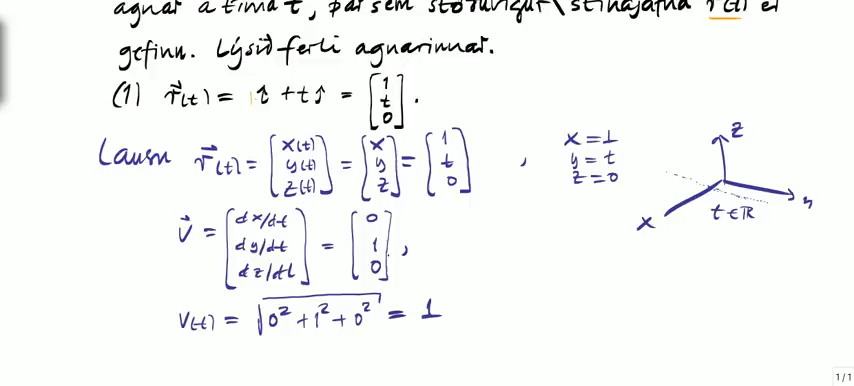 agnar á tíma t, þar sem stöðuvigur\stikajafna r(t) er
gefinn. Lýsið ferli agnarinnar.
(1) r⃗(t) = î + t ĵ = [1 t 0].
Lausn r⃗(t) = [x(t) y(t) z(t)] = [x y z] = [1 t 0] , x = 1 y = t z = 0
z
y
x
t ∈ ℝ
v⃗ = [dx/dt dy/dt dz/dt] = [0 1 0],
v(t) = √(0² + 1² + 0²) = 1
1/1